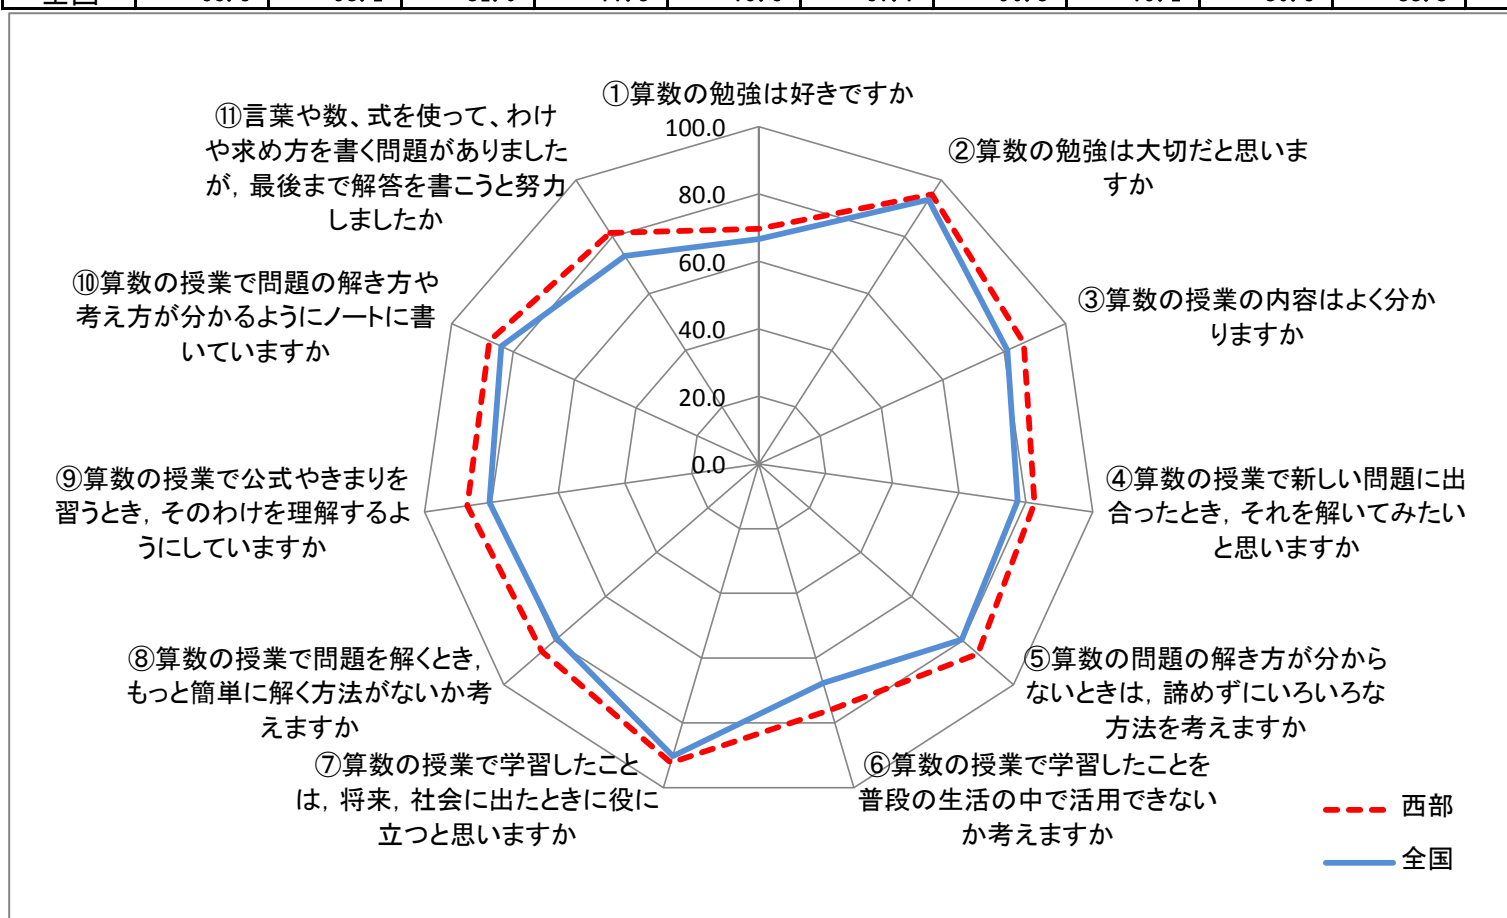 全国
①算数の勉強は好きですか
②算数の勉強は大切だと思いま
すか
③算数の授業の内容はよく分か
りますか
④算数の授業で新しい問題に出
合ったとき，それを解いてみたい
と思いますか
⑤算数の問題の解き方が分から
ないときは，諦めずにいろいろな
方法を考えますか
⑥算数の授業で学習したことを
普段の生活の中で活用できない
か考えますか
⑦算数の授業で学習したこと
は，将来，社会に出たときに役に
立つと思いますか
⑧算数の授業で問題を解くとき，
もっと簡単に解く方法がないか考
えますか
⑨算数の授業で公式やきまりを
習うとき，そのわけを理解するよ
うにしていますか
⑩算数の授業で問題の解き方や
考え方が分かるようにノートに書
いていますか
⑪言葉や数、式を使って、わけ
や求め方を書く問題がありました
が，最後まで解答を書こうと努力
しましたか
100.0
80.0
60.0
40.0
20.0
0.0
西部
全国